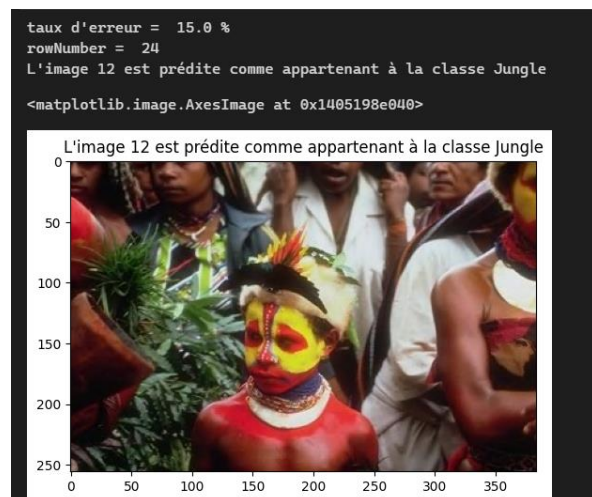 taux d'erreur =  15.0 %
rowNumber =  24
L'image 12 est prédite comme appartenant à la classe Jungle
<matplotlib.image.AxesImage at 0x1405198e040>
L'image 12 est prédite comme appartenant à la classe Jungle
0
50
100
150
200
250
0 50 100 150 200 250 300 350